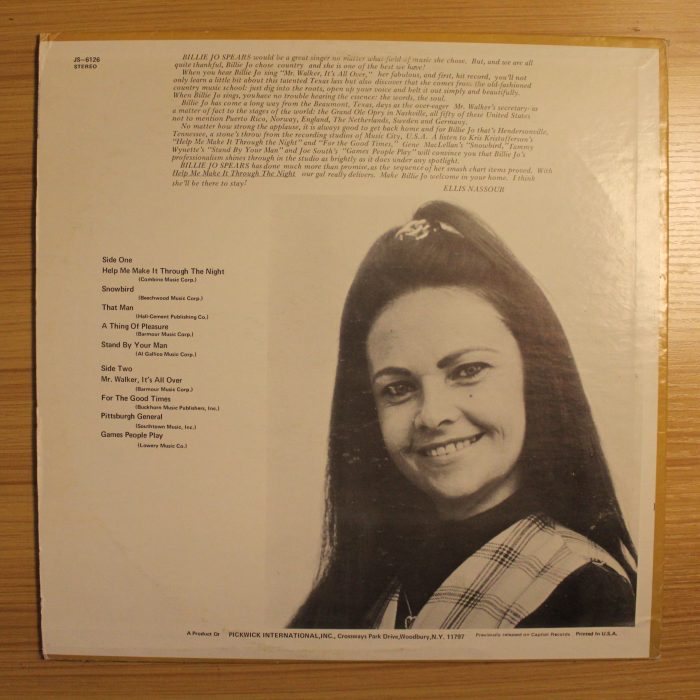 JS—6126
STEREO
BILLIE JO SPEARS would be a great singer no matter what field of music she chose. But, and we are all
quite thankful, Billie Jo chose country and she is one of the best we have!
When you hear Billie Jo sing "Mr. Walker, It's All Over," her fabulous, and first, hit record, you'll not
only learn a little bit about this talented Texas lass but also discover that she comes from the old-fashioned
country music school: just dig into the roots, open up your voice and belt it out simply and beautifully.
When Billie Jo sings, you have no trouble hearing the essence: the words, the soul.
Billie Jo has come a long way from the Beaumont, Texas, days as the over-eager Mr. Walker's secretary-as
a matter of fact to the stages of the world: the Grand Ole Opry in Nashville, all fifty of these United States
not to mention Puerto Rico, Norway, England, The Netherlands, Sweden and Germany.
No matter how strong the applause, it is always good to get back home and for Billie Jo that's Hendersonville,
Tennessee, a stone's throw from the recording studios of Music City, U.S.A. A listen to Kris Kristofferson's
"Help Me Make It Through the Night" and "For the Good Times," Gene MacLellan's "Snowbird," Tammy
Wynette's "Stand By Your Man" and Joe South's "Games People Play" will convince you that Billie Jo's
professionalism shines through in the studio as brightly as it does under any spotlight.
BILLIE JO SPEARS has done much more than promise, as the sequence of her smash chart items proved. With
Help Me Make It Through The Night our gal really delivers. Make Billie Jo welcome in your home. I think
she'll be there to stay!
ELLIS NASSOUR
Side One
Help Me Make It Through The Night
(Combine Music Corp.)
Snowbird
(Beechwood Music Corp.)
That Man
(Hall-Cement Publishing Co.)
A Thing Of Pleasure
(Barmour Music Corp.)
Stand By Your Man
(Al Gallico Music Corp.)
Side Two
Mr. Walker, It's All Over
(Barmour Music Corp.)
For The Good Times
(Buckhorn Music Publishers, Inc.)
Pittsburgh General
(Southtown Music, Inc.)
Games People Play
(Lowery Music Co.)
A Product Of PICKWICK INTERNATIONAL, INC., Crossways Park Drive, Woodbury, N.Y. 11797 Previously released on Capitol Records Printed In U.S.A.